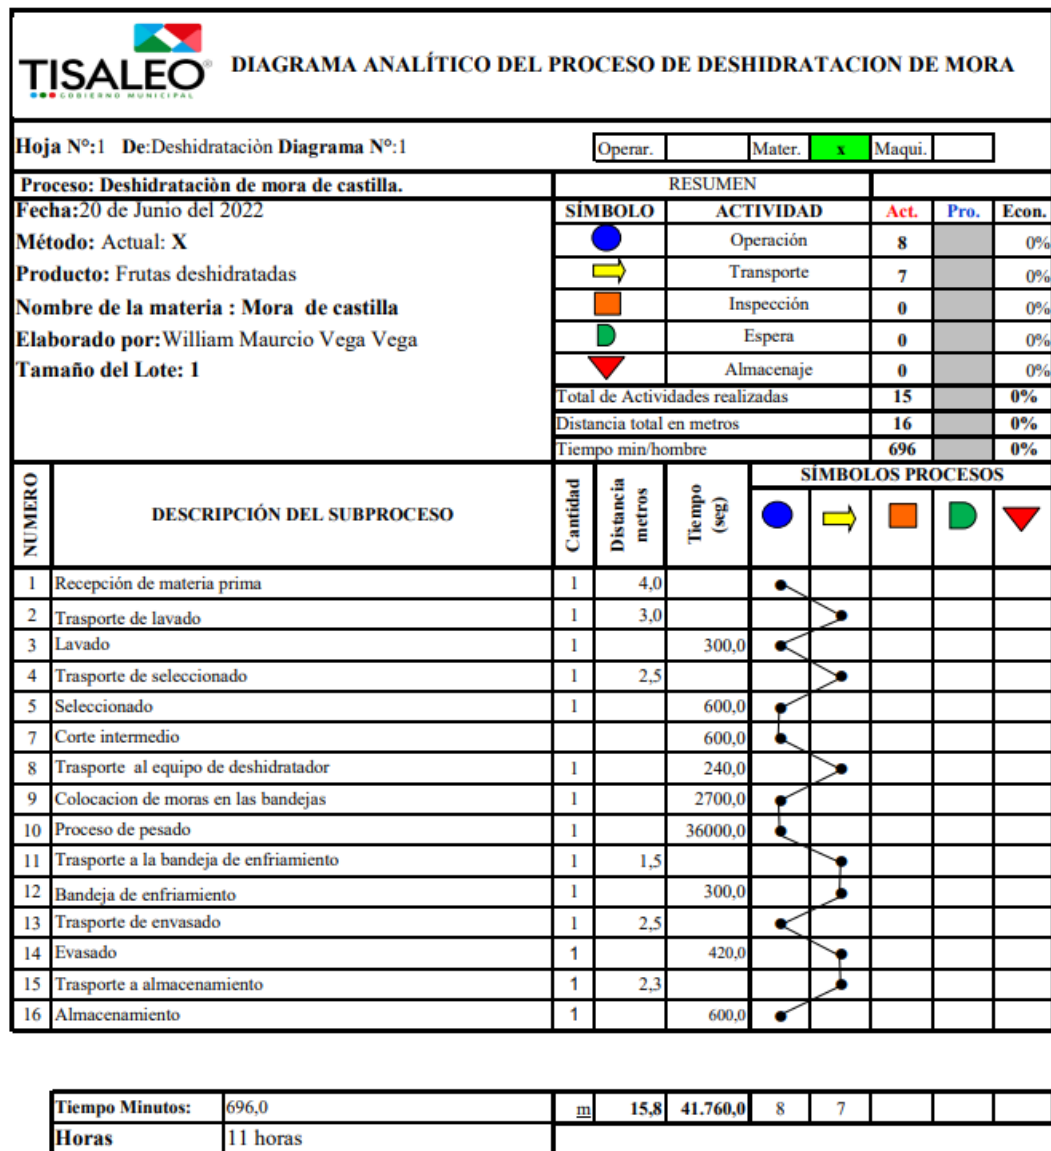 TISALEO®
GOBIERNO MUNICIPAL
DIAGRAMA ANALÍTICO DEL PROCESO DE DESHIDRATACION DE MORA
Hoja N°:1 De:Deshidrataciòn Diagrama N°:1 Operar. Mater. x Maqui.
Proceso: Deshidrataciòn de mora de castilla. RESUMEN
Fecha:20 de Junio del 2022 SÍMBOLO ACTIVIDAD Act. Pro. Econ.
Método: Actual: X Operación 8 0%
Producto: Frutas deshidratadas Transporte 7 0%
Nombre de la materia : Mora de castilla Inspección 0 0%
Elaborado por:William Maurcio Vega Vega Espera 0 0%
Tamaño del Lote: 1 Almacenaje 0 0%
Total de Actividades realizadas 15 0%
Distancia total en metros 16 0%
Tiempo min/hombre 696 0%
NUMERO DESCRIPCIÓN DEL SUBPROCESO Cantidad Distancia metros Tiempo (seg) SÍMBOLOS PROCESOS
1 Recepción de materia prima 1 4,0
2 Trasporte de lavado 1 3,0
3 Lavado 1 300,0
4 Trasporte de seleccionado 1 2,5
5 Seleccionado 1 600,0
7 Corte intermedio 600,0
8 Trasporte al equipo de deshidratador 1 240,0
9 Colocacion de moras en las bandejas 1 2700,0
10 Proceso de pesado 1 36000,0
11 Trasporte a la bandeja de enfriamiento 1 1,5
12 Bandeja de enfriamiento 1 300,0
13 Trasporte de envasado 1 2,5
14 Evasado 1 420,0
15 Trasporte a almacenamiento 1 2,3
16 Almacenamiento 1 600,0
Tiempo Minutos: 696,0 m 15,8 41.760,0 8 7
Horas 11 horas